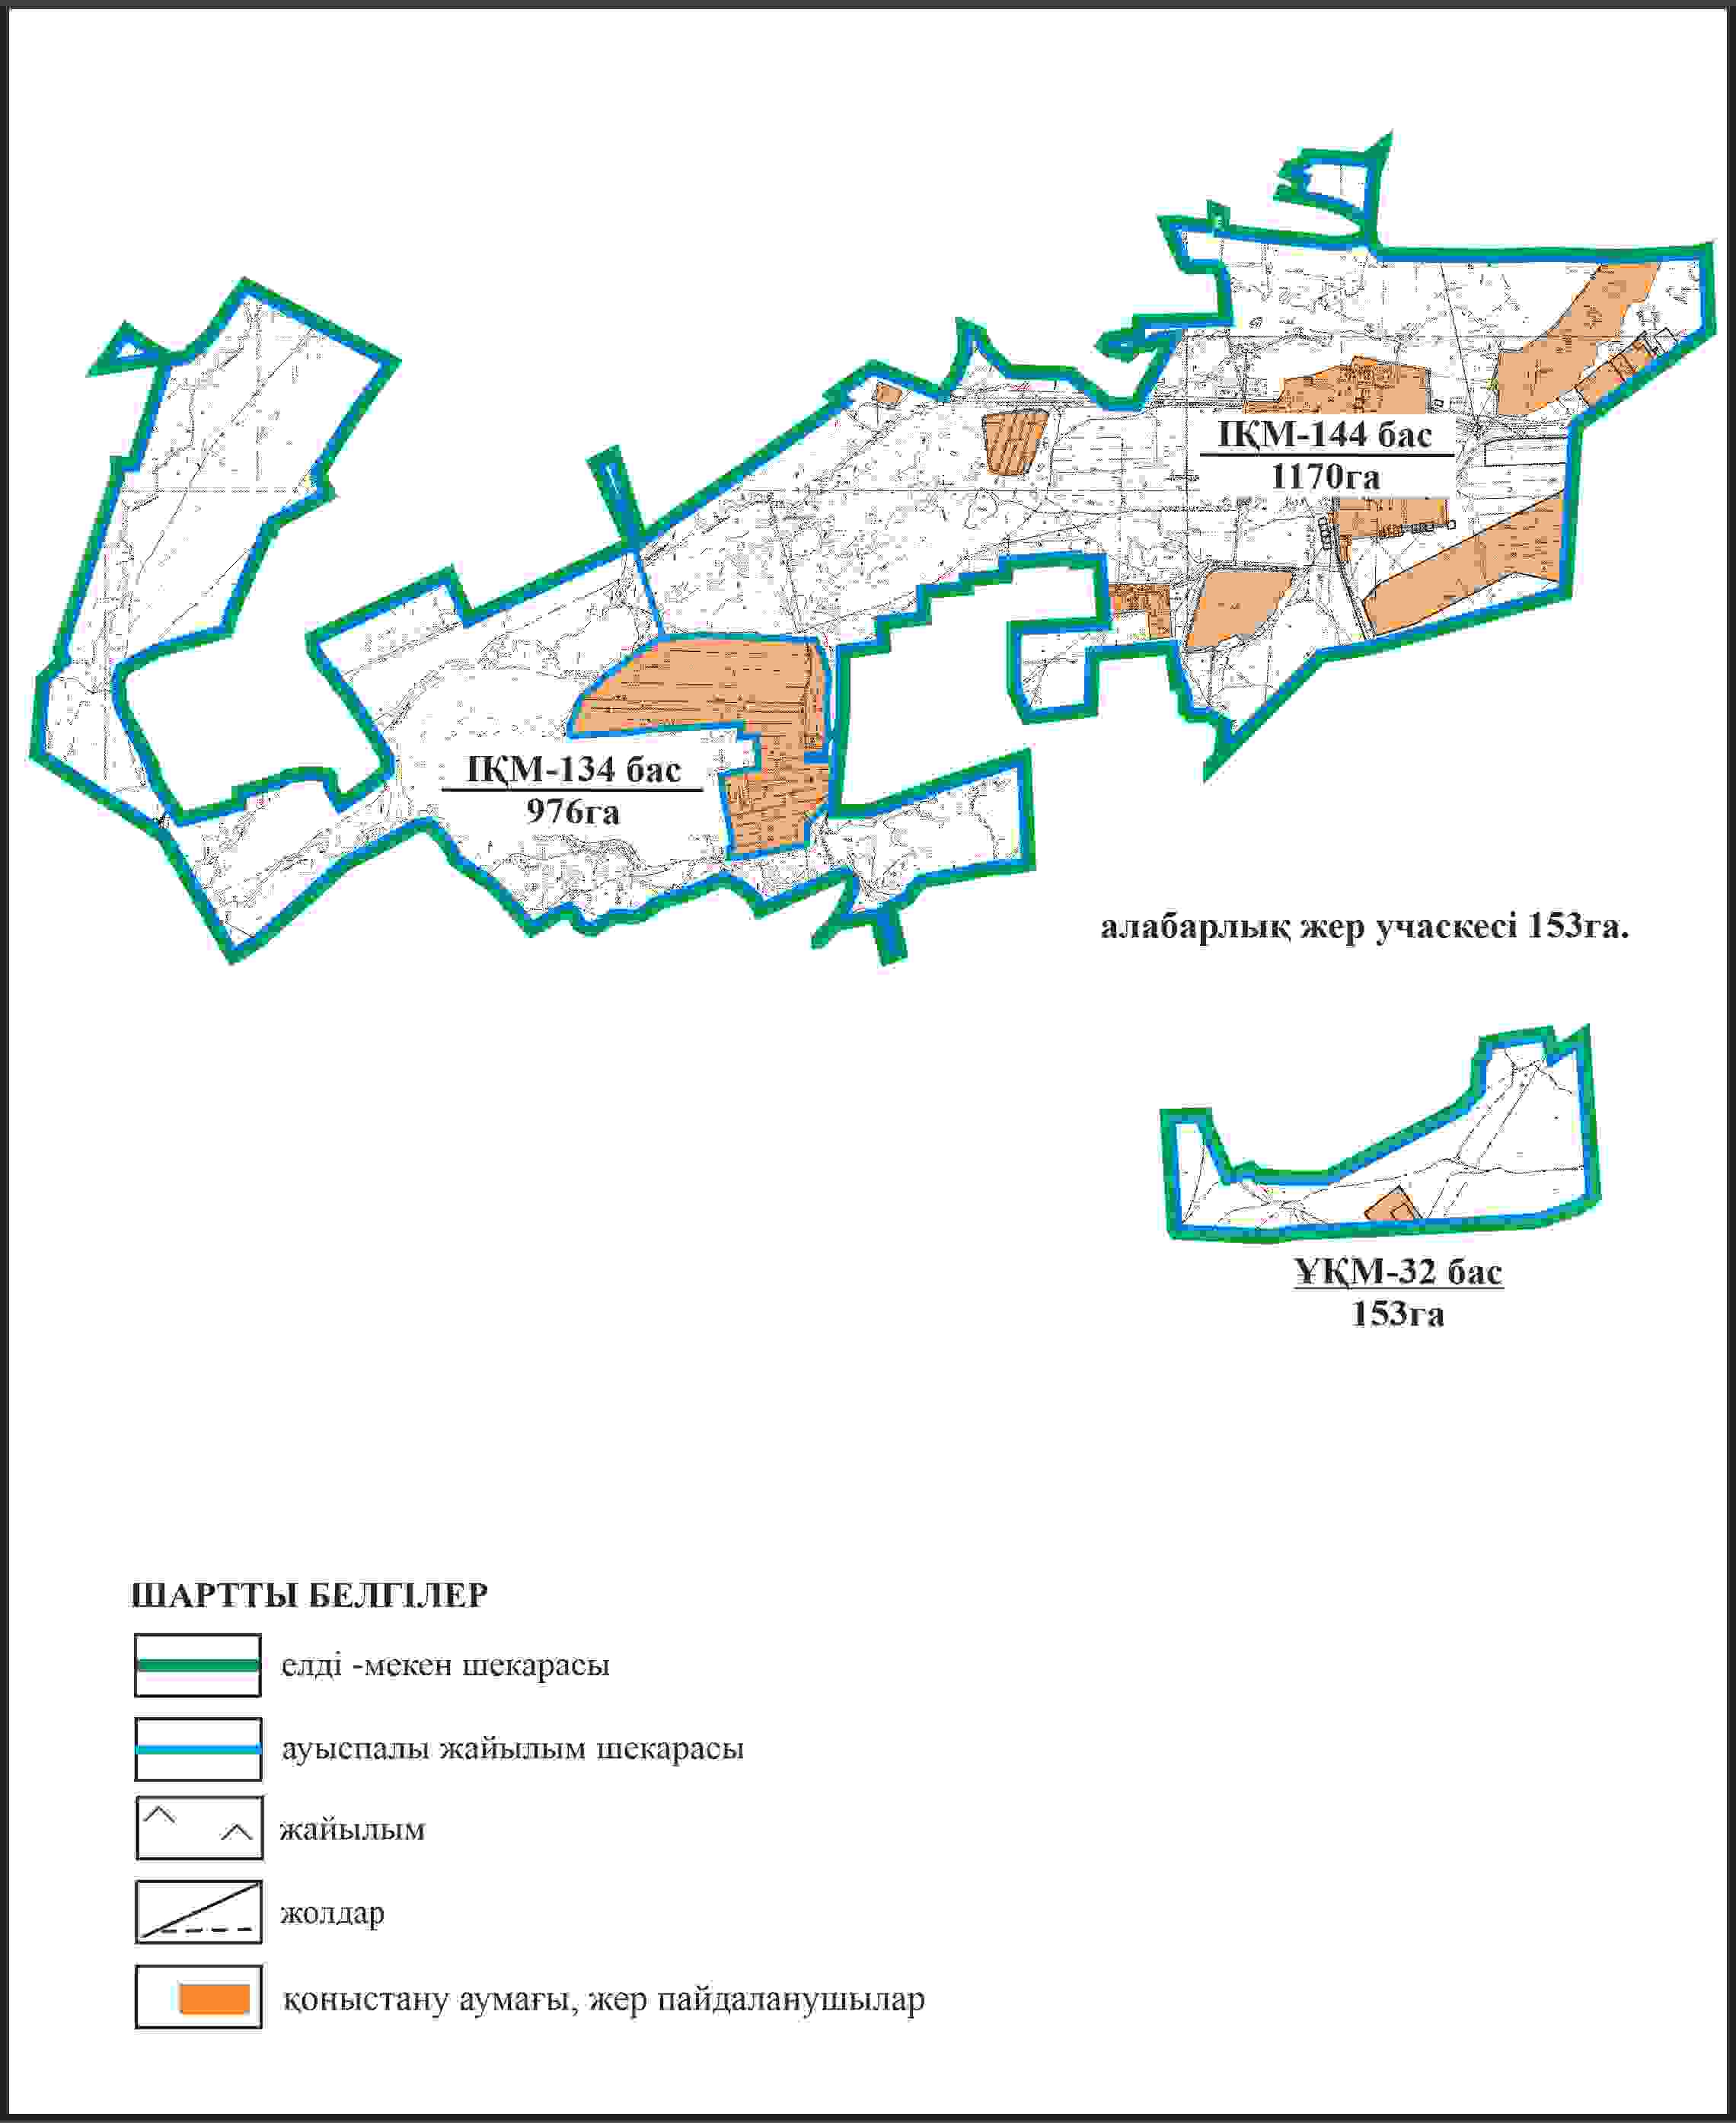 ІҚМ-144 бас
1170га
ІҚМ-134 бас
976га
алабарлық жер учаскесі 153га.
ҰҚМ-32 бас
153га
ШАРТТЫ БЕЛГІЛЕР
елді -мекен шекарасы
ауыспалы жайылым шекарасы
жайылым
жолдар
қоныстану аумағы, жер пайдаланушылар